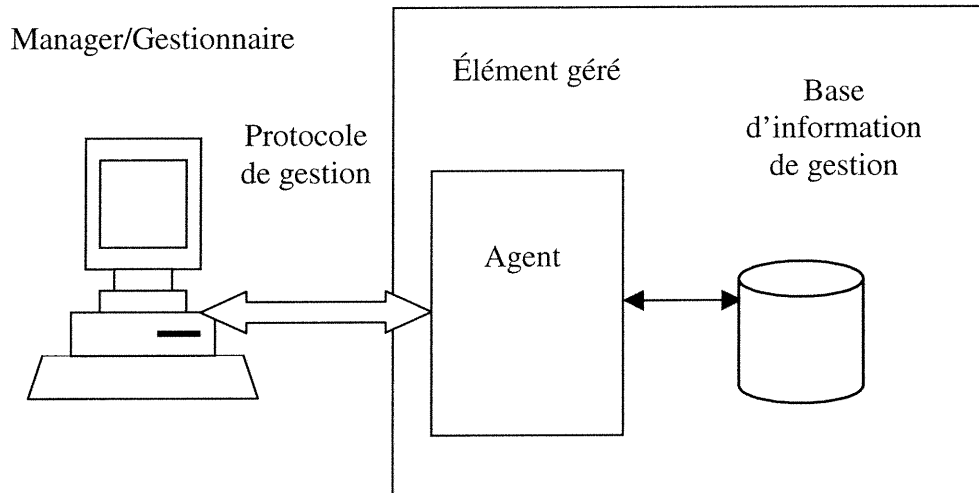 Manager/Gestionnaire
Élément géré
Base
d’information
de gestion
Protocole
de gestion
Agent